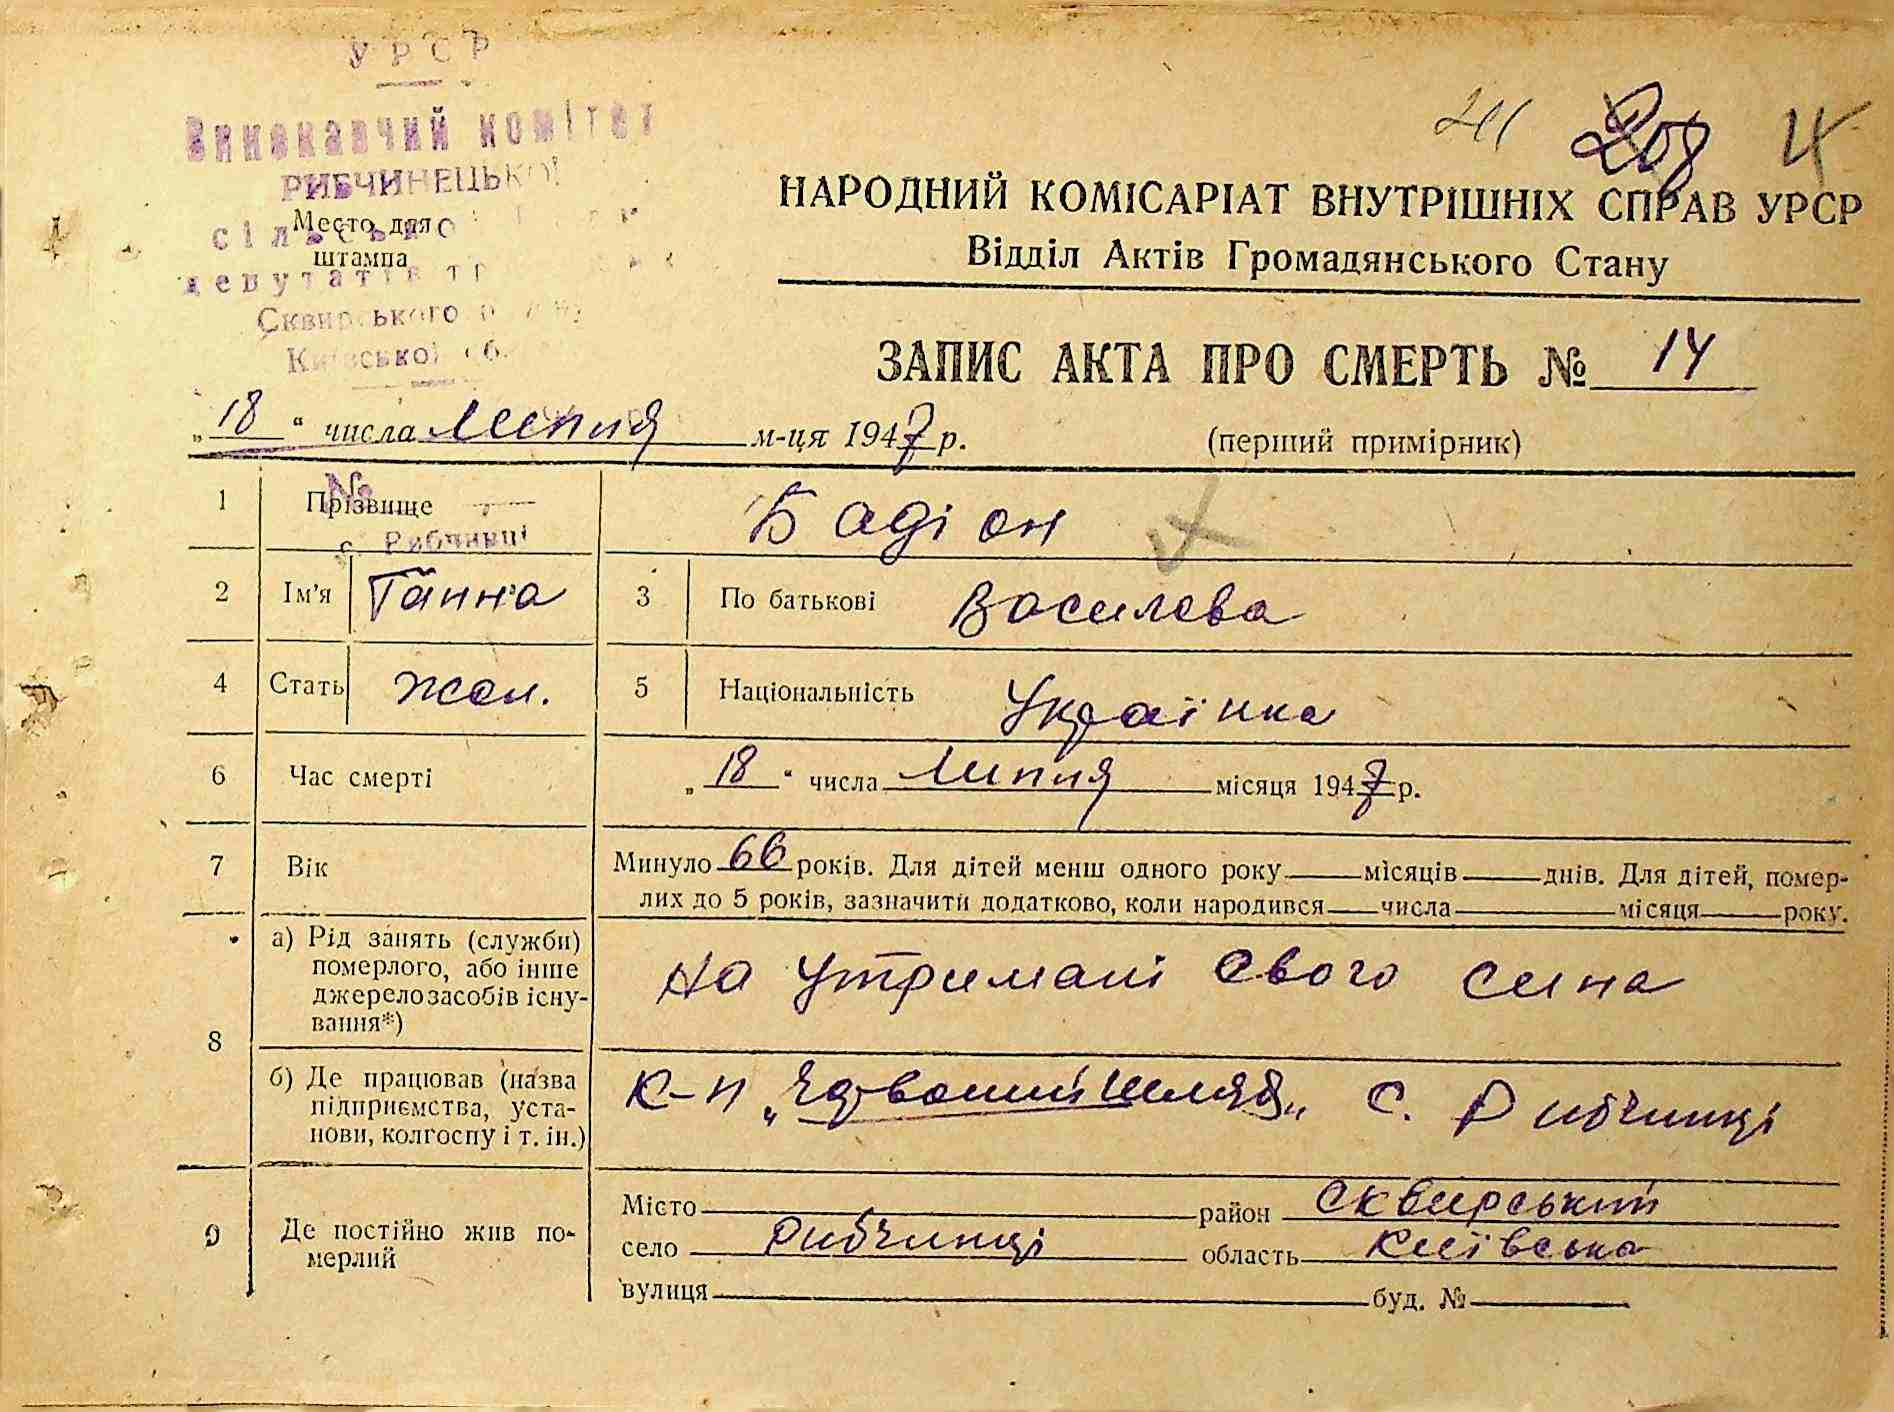 УРСР
Виконавчий комітет
РИБЧИНЕЦЬКОЇ
Место для
штампа
депутатів
Сквирського
Київської об.
211 208 4
НАРОДНИЙ КОМІСАРІАТ ВНУТРІШНІХ СПРАВ УРСР
Відділ Актів Громадянського Стану
ЗАПИС АКТА ПРО СМЕРТЬ № 14
„18“ числа Липня м-ця 1947 р.
(перший примірник)
№
1 Прізвище Бадіон
с. Рибчинці
2 Ім'я Ганна 3 По батькові Василева
4 Стать жен. 5 Національність Українка
6 Час смерті „18“ числа Липня місяця 1947 р.
7 Вік Минуло 66 років. Для дітей менш одного року місяців днів. Для дітей, помер-
лих до 5 років, зазначити додатково, коли народився числа місяця року.
8 а) Рід занять (служби)
померлого, або інше
джерело засобів існу-
вання*)
на утримані свого сина
б) Де працював (назва
підприємства, уста-
нови, колгоспу і т. ін.)
К-п „Червоний шлях„ с. Рибчинці
9 Де постійно жив по-
мерлий
Місто район Сквирський
село Рибчинці область Київська
вулиця буд. №